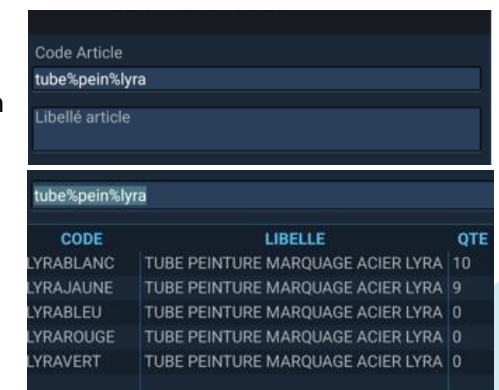 Code Article
tube%pein%lyra
Libellé article
tube%pein%lyra
CODE LIBELLE QTE
LYRABLANC TUBE PEINTURE MARQUAGE ACIER LYRA 10
LYRAJAUNE TUBE PEINTURE MARQUAGE ACIER LYRA 9
LYRABLEU TUBE PEINTURE MARQUAGE ACIER LYRA 0
LYRAROUGE TUBE PEINTURE MARQUAGE ACIER LYRA 0
LYRAVERT TUBE PEINTURE MARQUAGE ACIER LYRA 0